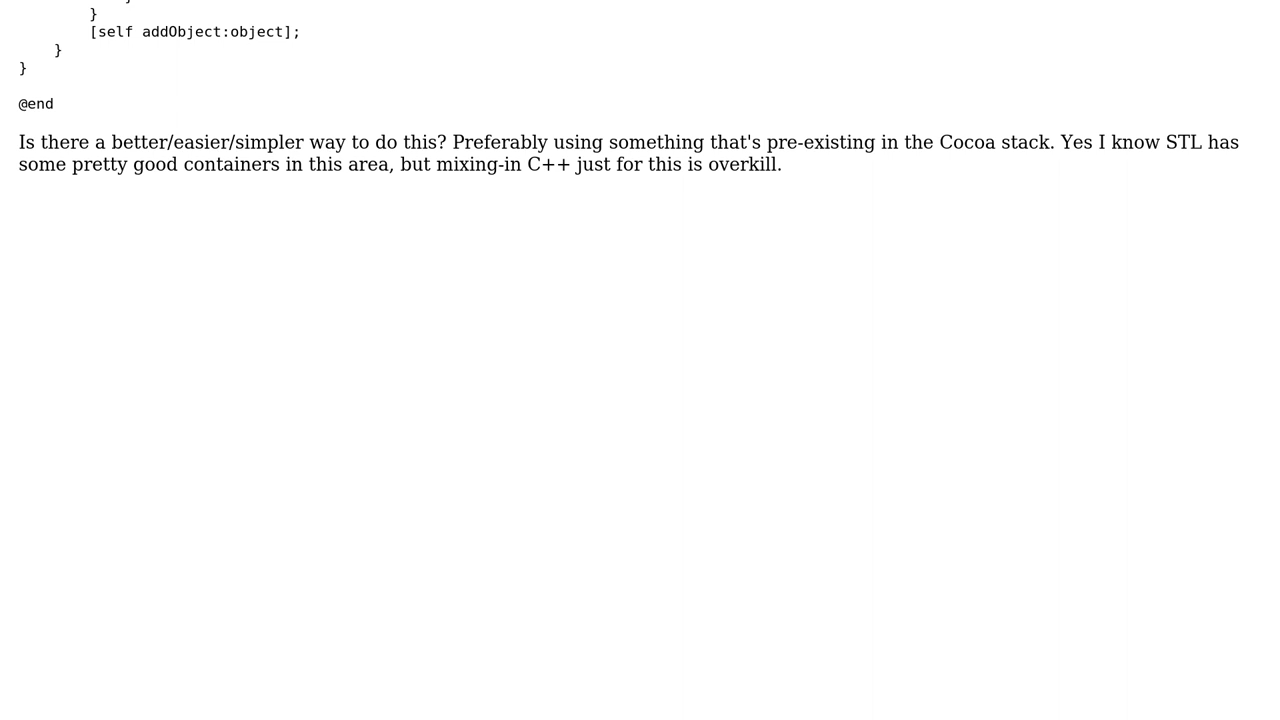 }
[self addObject:object];
}
}
@end
Is there a better/easier/simpler way to do this? Preferably using something that's pre-existing in the Cocoa stack. Yes I know STL has
some pretty good containers in this area, but mixing-in C++ just for this is overkill.